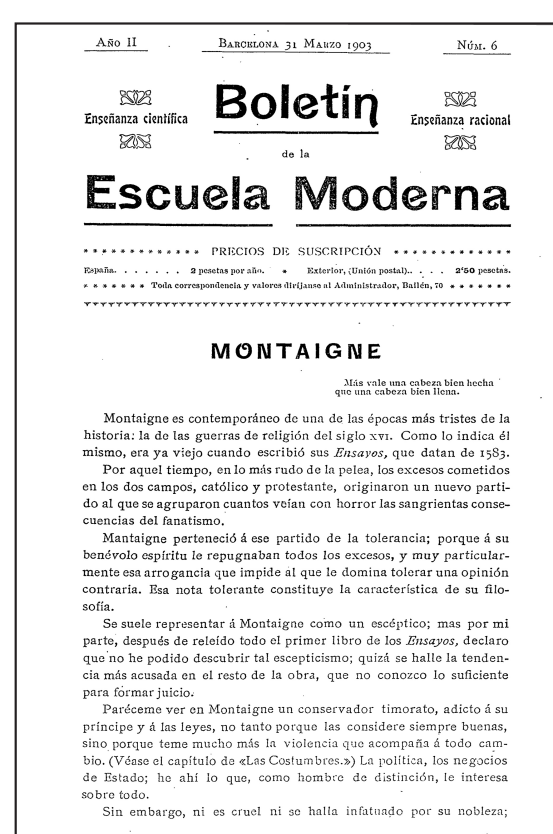 Año II BARCELONA 31 MARZO 1903 NÚM. 6
Enseñanza científica
Boletín
Enseñanza racional
de la
Escuela Moderna
* * * * * * * * * * * * * PRECIOS DE SUSCRIPCIÓN * * * * * * * * * * * * *
España. . . . . . . 2 pesetas por año. * Exterior, (Unión postal).. . . . 2'50 pesetas.
* * * * * * * Toda correspondencia y valores diríjanse al Administrador, Bailén, 70 * * * * * * *
MONTAIGNE
Más vale una cabeza bien hecha
que una cabeza bien llena.
Montaigne es contemporáneo de una de las épocas más tristes de la
historia: la de las guerras de religión del siglo XVI. Como lo indica él
mismo, era ya viejo cuando escribió sus Ensayos, que datan de 1583.
Por aquel tiempo, en lo más rudo de la pelea, los excesos cometidos
en los dos campos, católico y protestante, originaron un nuevo parti-
do al que se agruparon cuantos veían con horror las sangrientas conse-
cuencias del fanatismo.
Mantaigne perteneció á ese partido de la tolerancia; porque á su
benévolo espíritu le repugnaban todos los excesos, y muy particular-
mente esa arrogancia que impide al que le domina tolerar una opinión
contraria. Esa nota tolerante constituye la característica de su filo-
sofía.
Se suele representar á Montaigne como un escéptico; mas por mi
parte, después de releído todo el primer libro de los Ensayos, declaro
que no he podido descubrir tal escepticismo; quizá se halle la tenden-
cia más acusada en el resto de la obra, que no conozco lo suficiente
para formar juicio.
Paréceme ver en Montaigne un conservador timorato, adicto á su
príncipe y á las leyes, no tanto porque las considere siempre buenas,
sino porque teme mucho más la violencia que acompaña á todo cam-
bio. (Véase el capítulo de «Las Costumbres.») La política, los negocios
de Estado; he ahí lo que, como hombre de distinción, le interesa
sobre todo.
Sin embargo, ni es cruel ni se halla infatuado por su nobleza;